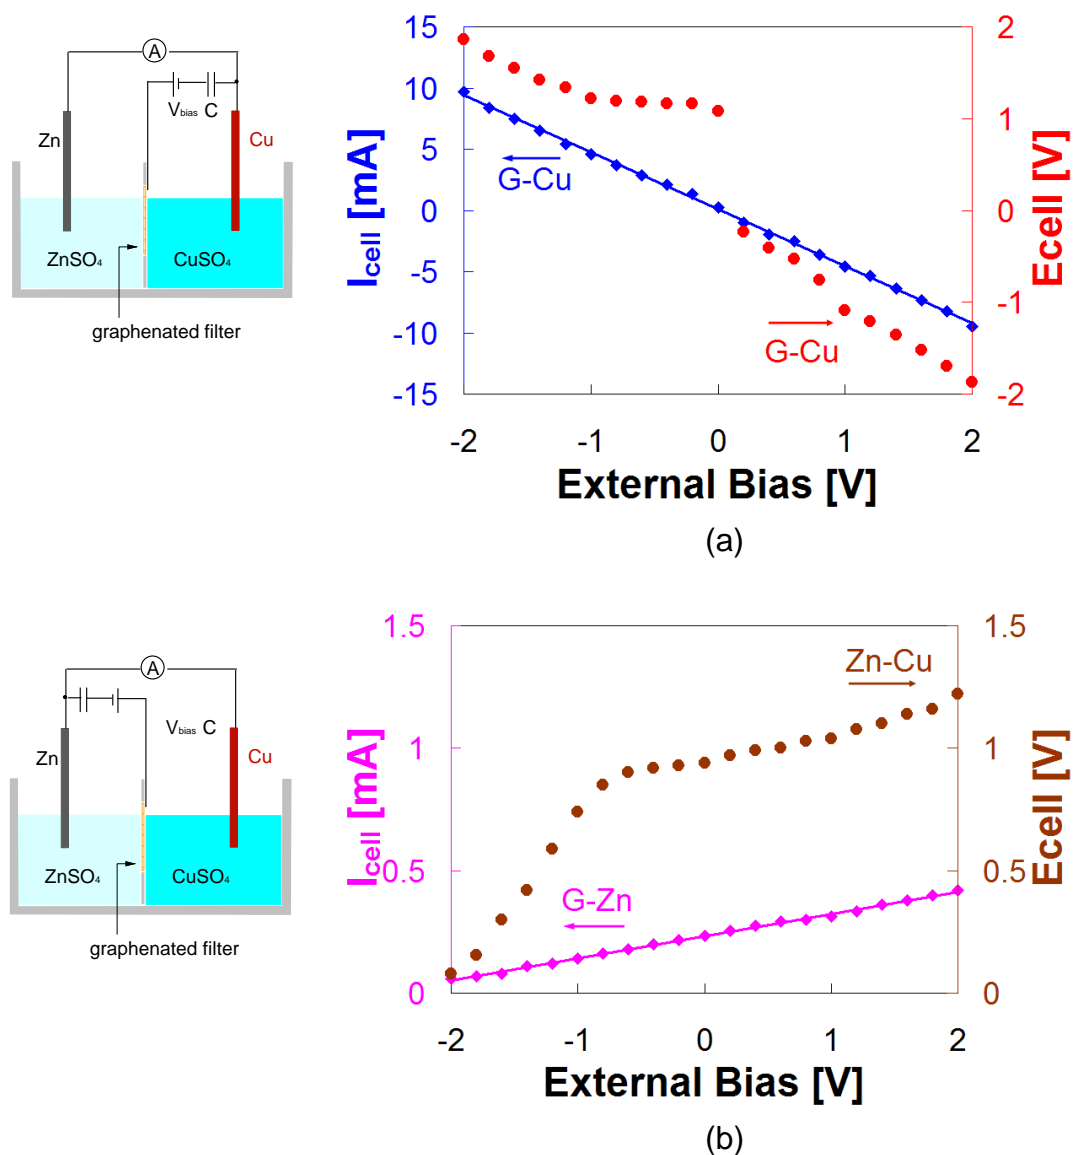 A
V bias C
Zn
Cu
ZnSO4
CuSO4
graphenated filter
15
10
5
0
-5
-10
-15
Icell [mA]
G-Cu
G-Cu
2
1
0
-1
-2
Ecell [V]
-2 -1 0 1 2
External Bias [V]
(a)
A
V bias C
Zn
Cu
ZnSO4
CuSO4
graphenated filter
1.5
1
0.5
0
Icell [mA]
Zn-Cu
G-Zn
1.5
1
0.5
0
Ecell [V]
-2 -1 0 1 2
External Bias [V]
(b)